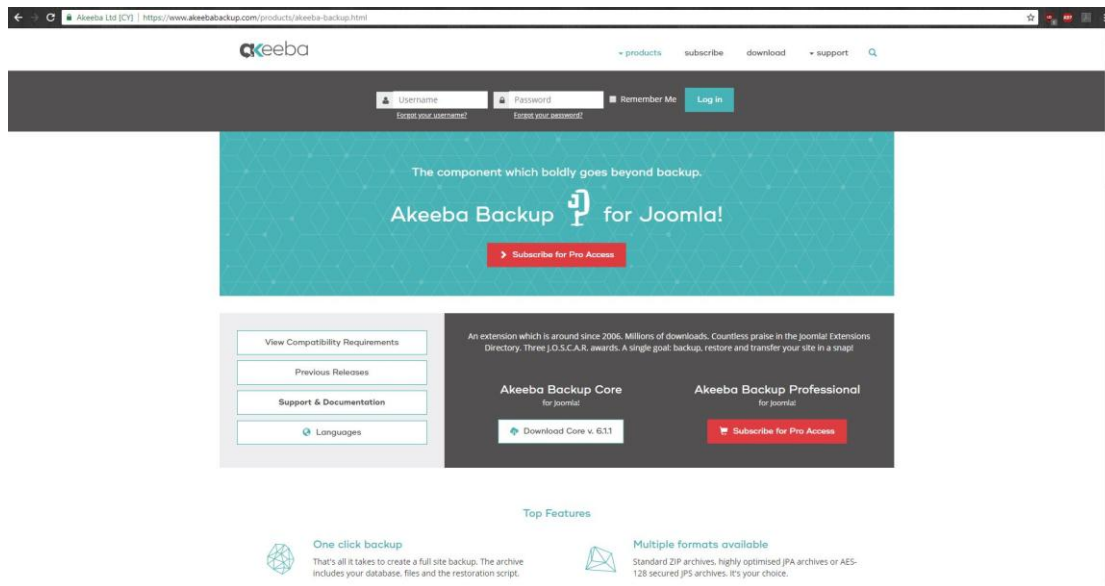 Akeeba Ltd [CY] | https://www.akeebabackup.com/products/akeeba-backup.html
akeeba
products subscribe download support
Username Password Remember Me Log in
Forgot your username? Forgot your password?
The component which boldly goes beyond backup.
Akeeba Backup for Joomla!
Subscribe for Pro Access
View Compatibility Requirements
Previous Releases
Support & Documentation
Languages
An extension which is around since 2006. Millions of downloads. Countless praise in the Joomla! Extensions
Directory. Three J.O.S.C.A.R. awards. A single goal: backup, restore and transfer your site in a snap!
Akeeba Backup Core
for Joomla!
Download Core v. 6.1.1
Akeeba Backup Professional
for Joomla!
Subscribe for Pro Access
Top Features
One click backup
That's all it takes to create a full site backup. The archive
includes your database, files and the restoration script.
Multiple formats available
Standard ZIP archives, highly optimised JPA archives or AES-
128 secured JPS archives. It's your choice.